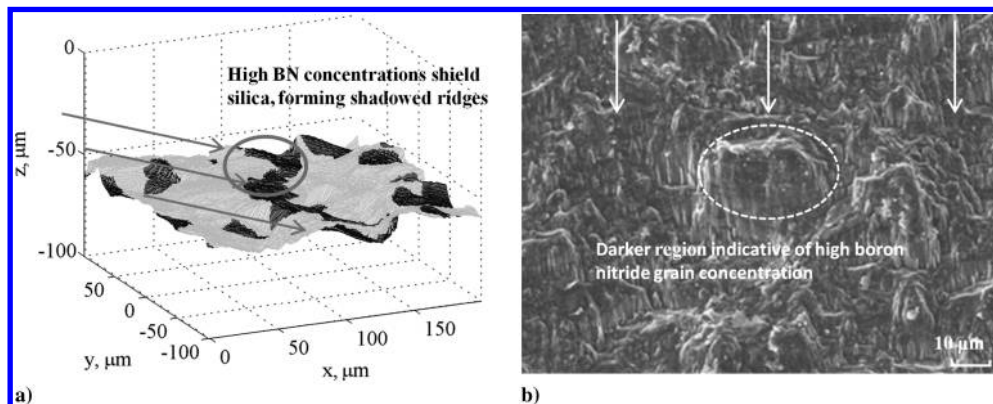 High BN concentrations shield
silica, forming shadowed ridges
0
-50
-100
z, μm
50
0
-50
-100
y, μm
0
50
100
150
x, μm
a)
Darker region indicative of high boron
nitride grain concentration
10 μm
b)